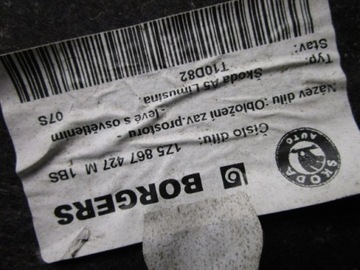 BORGERS
ŠKODA
AUTO
Číslo dílu: 1Z5 867 427 M 1BS
Název dílu: Obložení zav. prostoru
- levé s osvětlením
Typ: Škoda A5 Limusina
Stav: T10D82
07S